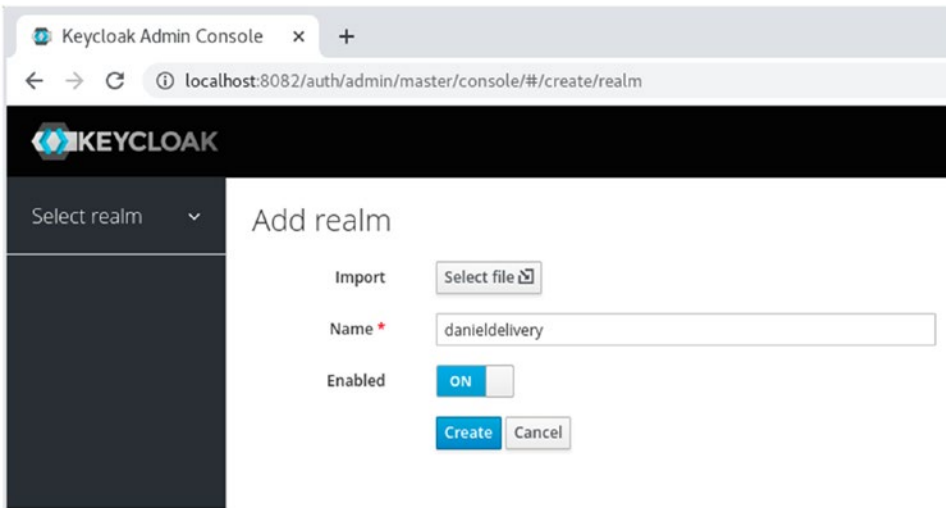 Keycloak Admin Console
localhost:8082/auth/admin/master/console/#/create/realm
KEYCLOAK
Select realm
Add realm
Import Select file
Name * danieldelivery
Enabled ON
Create Cancel